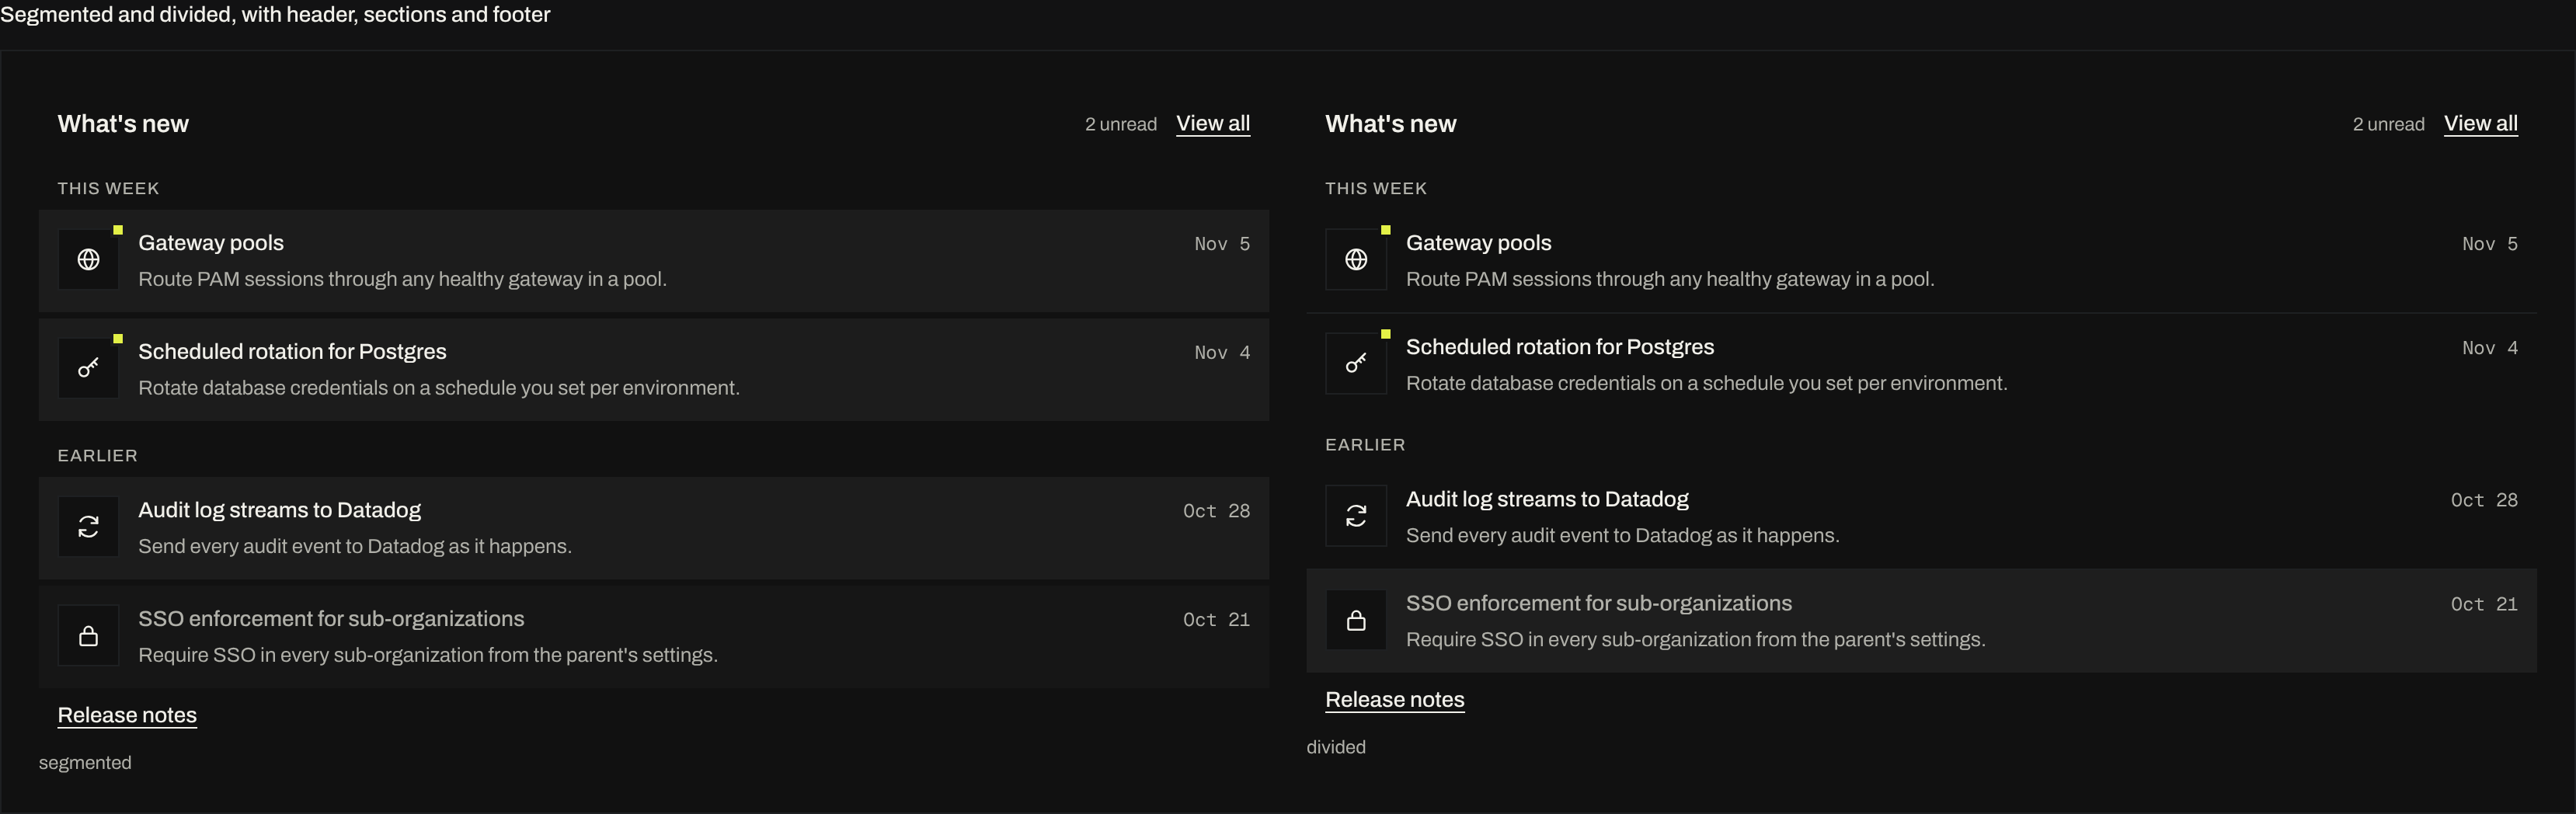 Segmented and divided, with header, sections and footer
What's new
2 unread View all
THIS WEEK
Gateway pools
Nov 5
Route PAM sessions through any healthy gateway in a pool.
Scheduled rotation for Postgres
Nov 4
Rotate database credentials on a schedule you set per environment.
EARLIER
Audit log streams to Datadog
Oct 28
Send every audit event to Datadog as it happens.
SSO enforcement for sub-organizations
Oct 21
Require SSO in every sub-organization from the parent's settings.
Release notes
segmented
What's new
2 unread View all
THIS WEEK
Gateway pools
Nov 5
Route PAM sessions through any healthy gateway in a pool.
Scheduled rotation for Postgres
Nov 4
Rotate database credentials on a schedule you set per environment.
EARLIER
Audit log streams to Datadog
Oct 28
Send every audit event to Datadog as it happens.
SSO enforcement for sub-organizations
Oct 21
Require SSO in every sub-organization from the parent's settings.
Release notes
divided